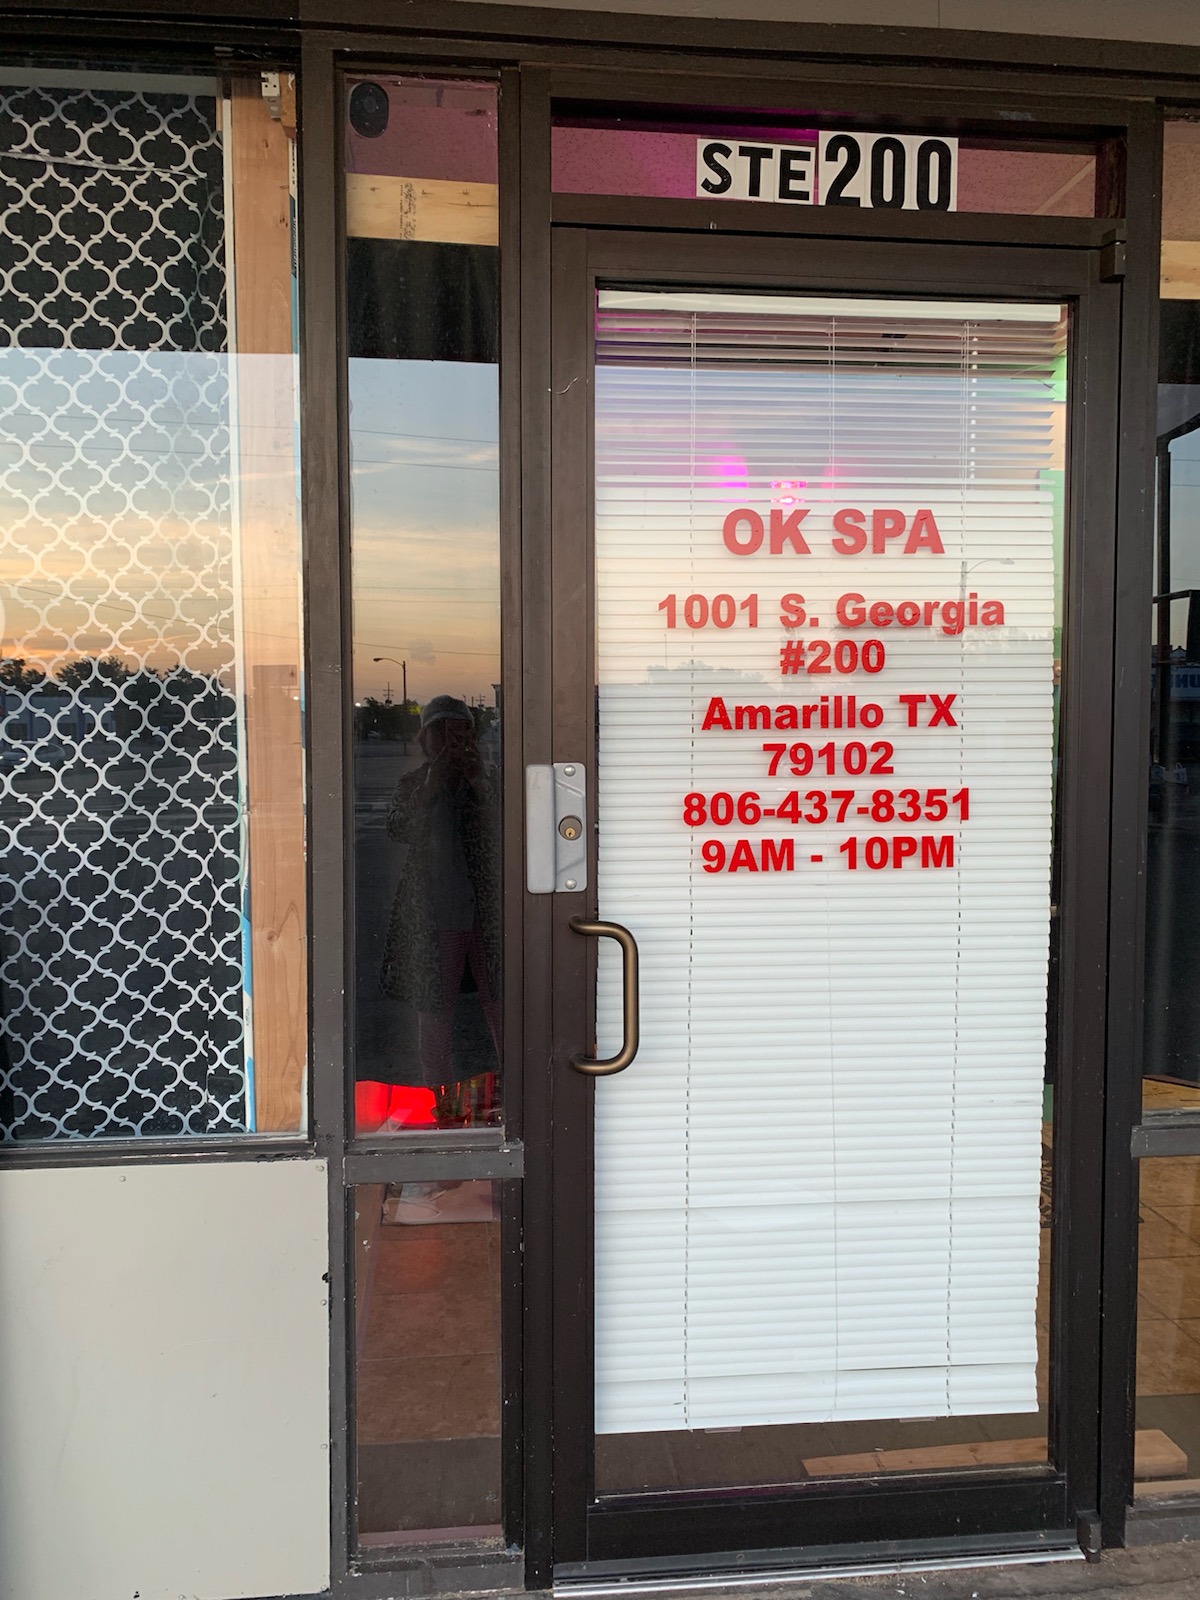 STE 200
OK SPA
1001 S. Georgia
#200
Amarillo TX
79102
806-437-8351
9AM - 10PM